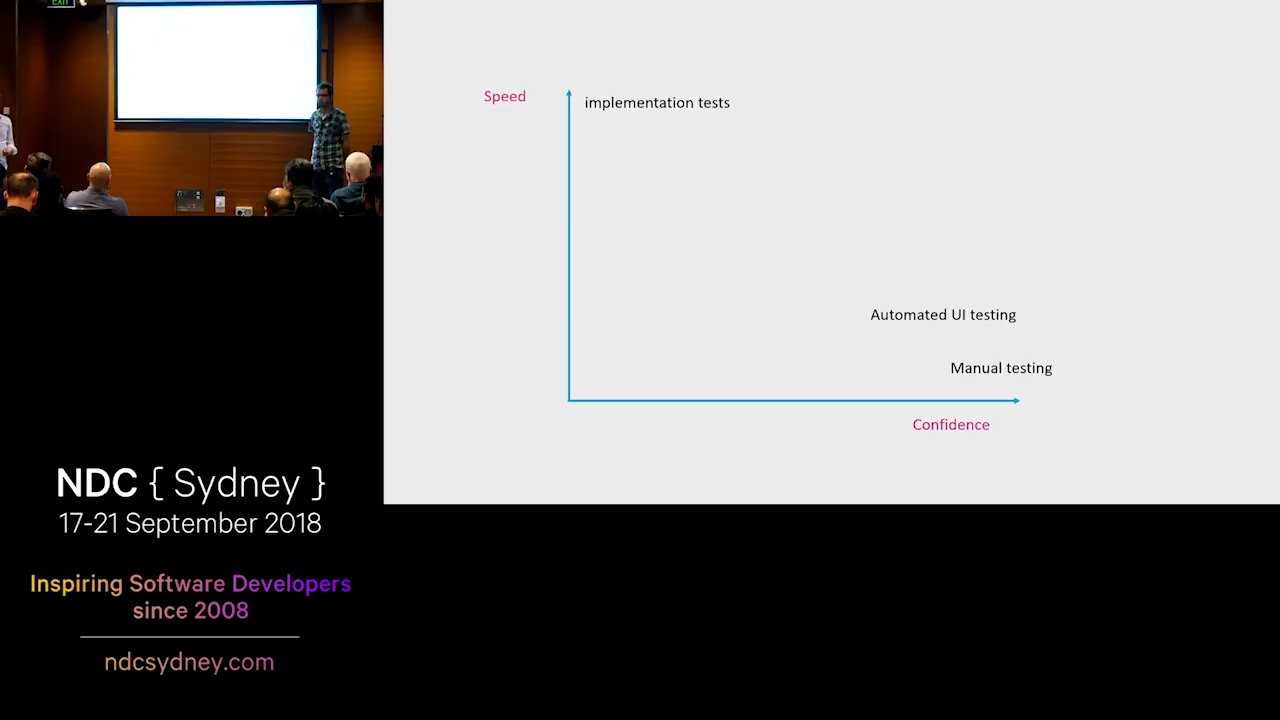 EXIT
Speed
implementation tests
Automated UI testing
Manual testing
Confidence
NDC { Sydney }
17-21 September 2018
Inspiring Software Developers
since 2008
ndcsydney.com